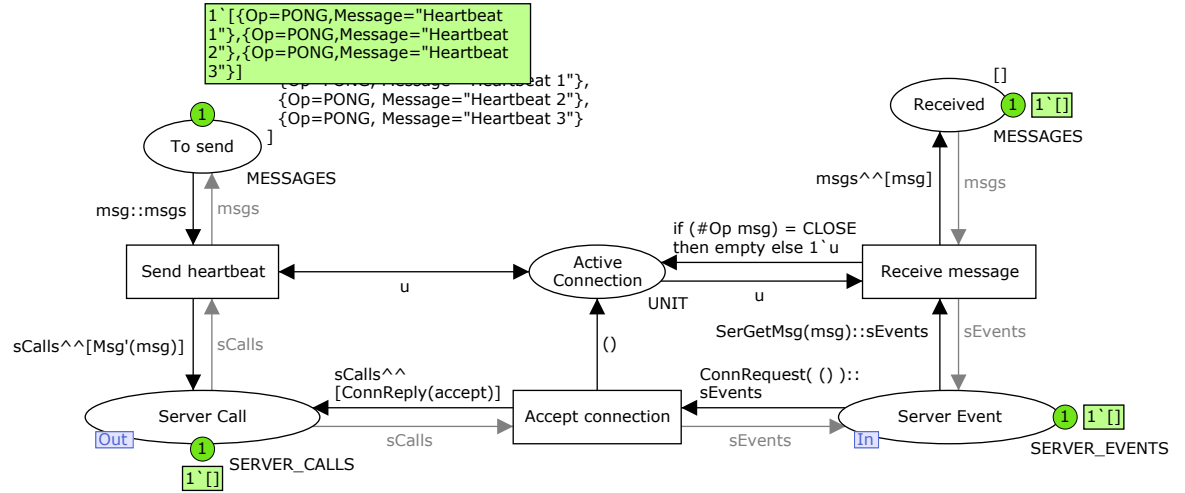 1`[{Op=PONG,Message="Heartbeat
1"},{Op=PONG,Message="Heartbeat
2"},{Op=PONG,Message="Heartbeat
3"}]
eat 1"},
{Op=PONG, Message="Heartbeat 2"},
{Op=PONG, Message="Heartbeat 3"}
]
1
To send
MESSAGES
[]
Received
1
1`[]
MESSAGES
msg::msgs
msgs
msgs^^[msg]
msgs
Send heartbeat
u
Active
Connection
UNIT
if (#Op msg) = CLOSE
then empty else 1`u
u
Receive message
sCalls^^[Msg'(msg)]
sCalls
()
SerGetMsg(msg)::sEvents
sEvents
sCalls^^
[ConnReply(accept)]
ConnRequest( () )::
sEvents
Server Call
Out
1
1`[]
SERVER_CALLS
sCalls
Accept connection
sEvents
Server Event
In
1
1`[]
SERVER_EVENTS